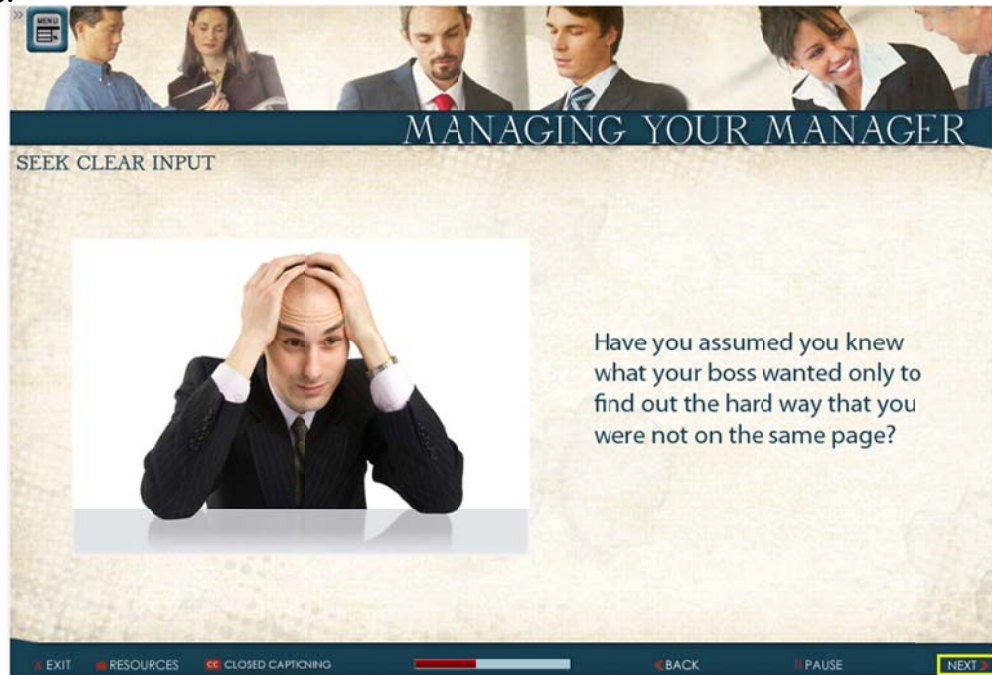 »
MENU
MANAGING YOUR MANAGER
SEEK CLEAR INPUT
Have you assumed you knew
what your boss wanted only to
find out the hard way that you
were not on the same page?
X EXIT RESOURCES CC CLOSED CAPTIONING BACK PAUSE NEXT